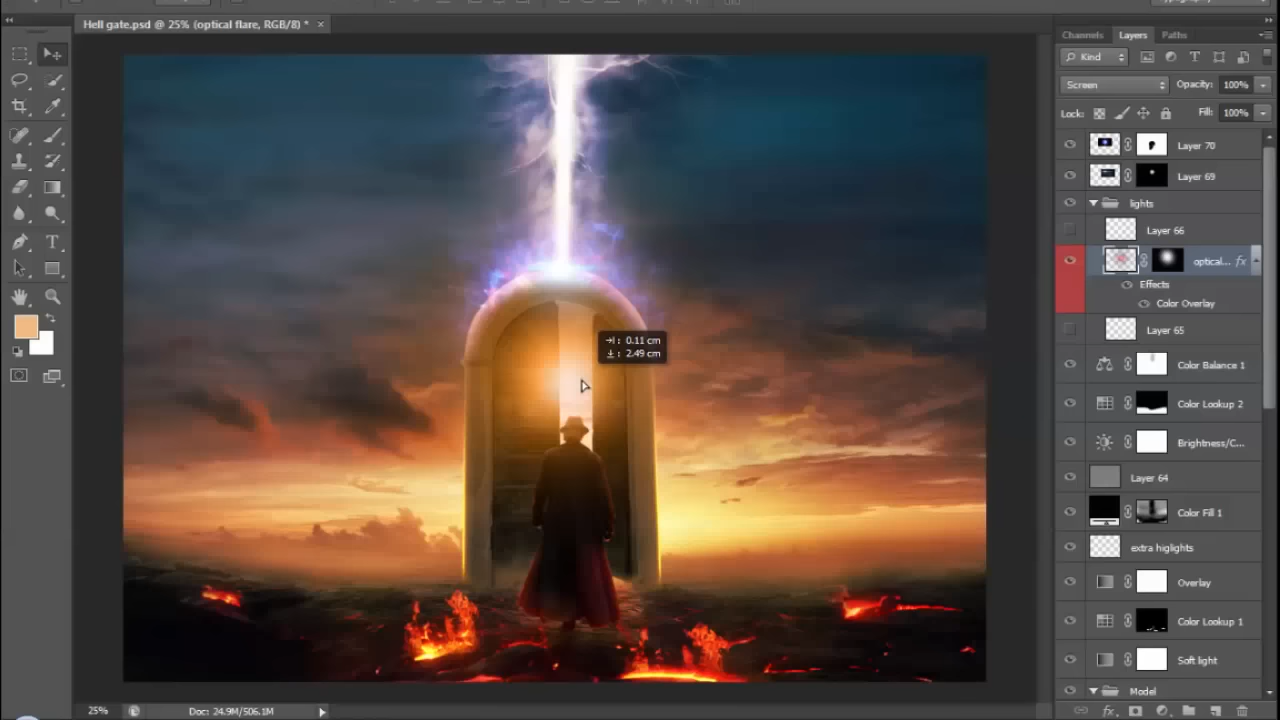 Hell gate.psd @ 25% (optical flare, RGB/8) * ×
Channels Layers Paths
Kind
Screen Opacity: 100%
Lock: Fill: 100%
Layer 70
Layer 69
lights
Layer 66
optical... fx
Effects
Color Overlay
Layer 65
Color Balance 1
Color Lookup 2
Brightness/C...
Layer 64
Color Fill 1
extra higlights
Overlay
Color Lookup 1
Soft light
Model
: 0.11 cm
: 2.49 cm
25% Doc: 24.9M/506.1M